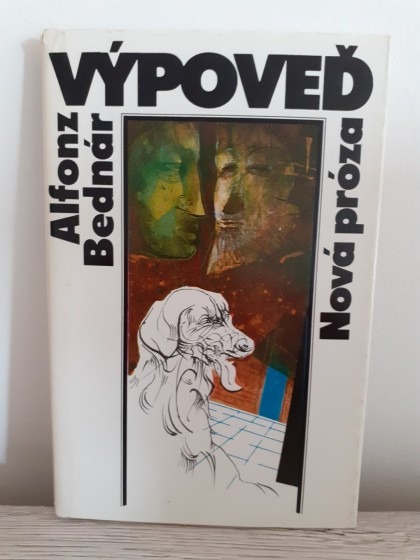 Alfonz
Bednár
VÝPOVEĎ
Nová próza